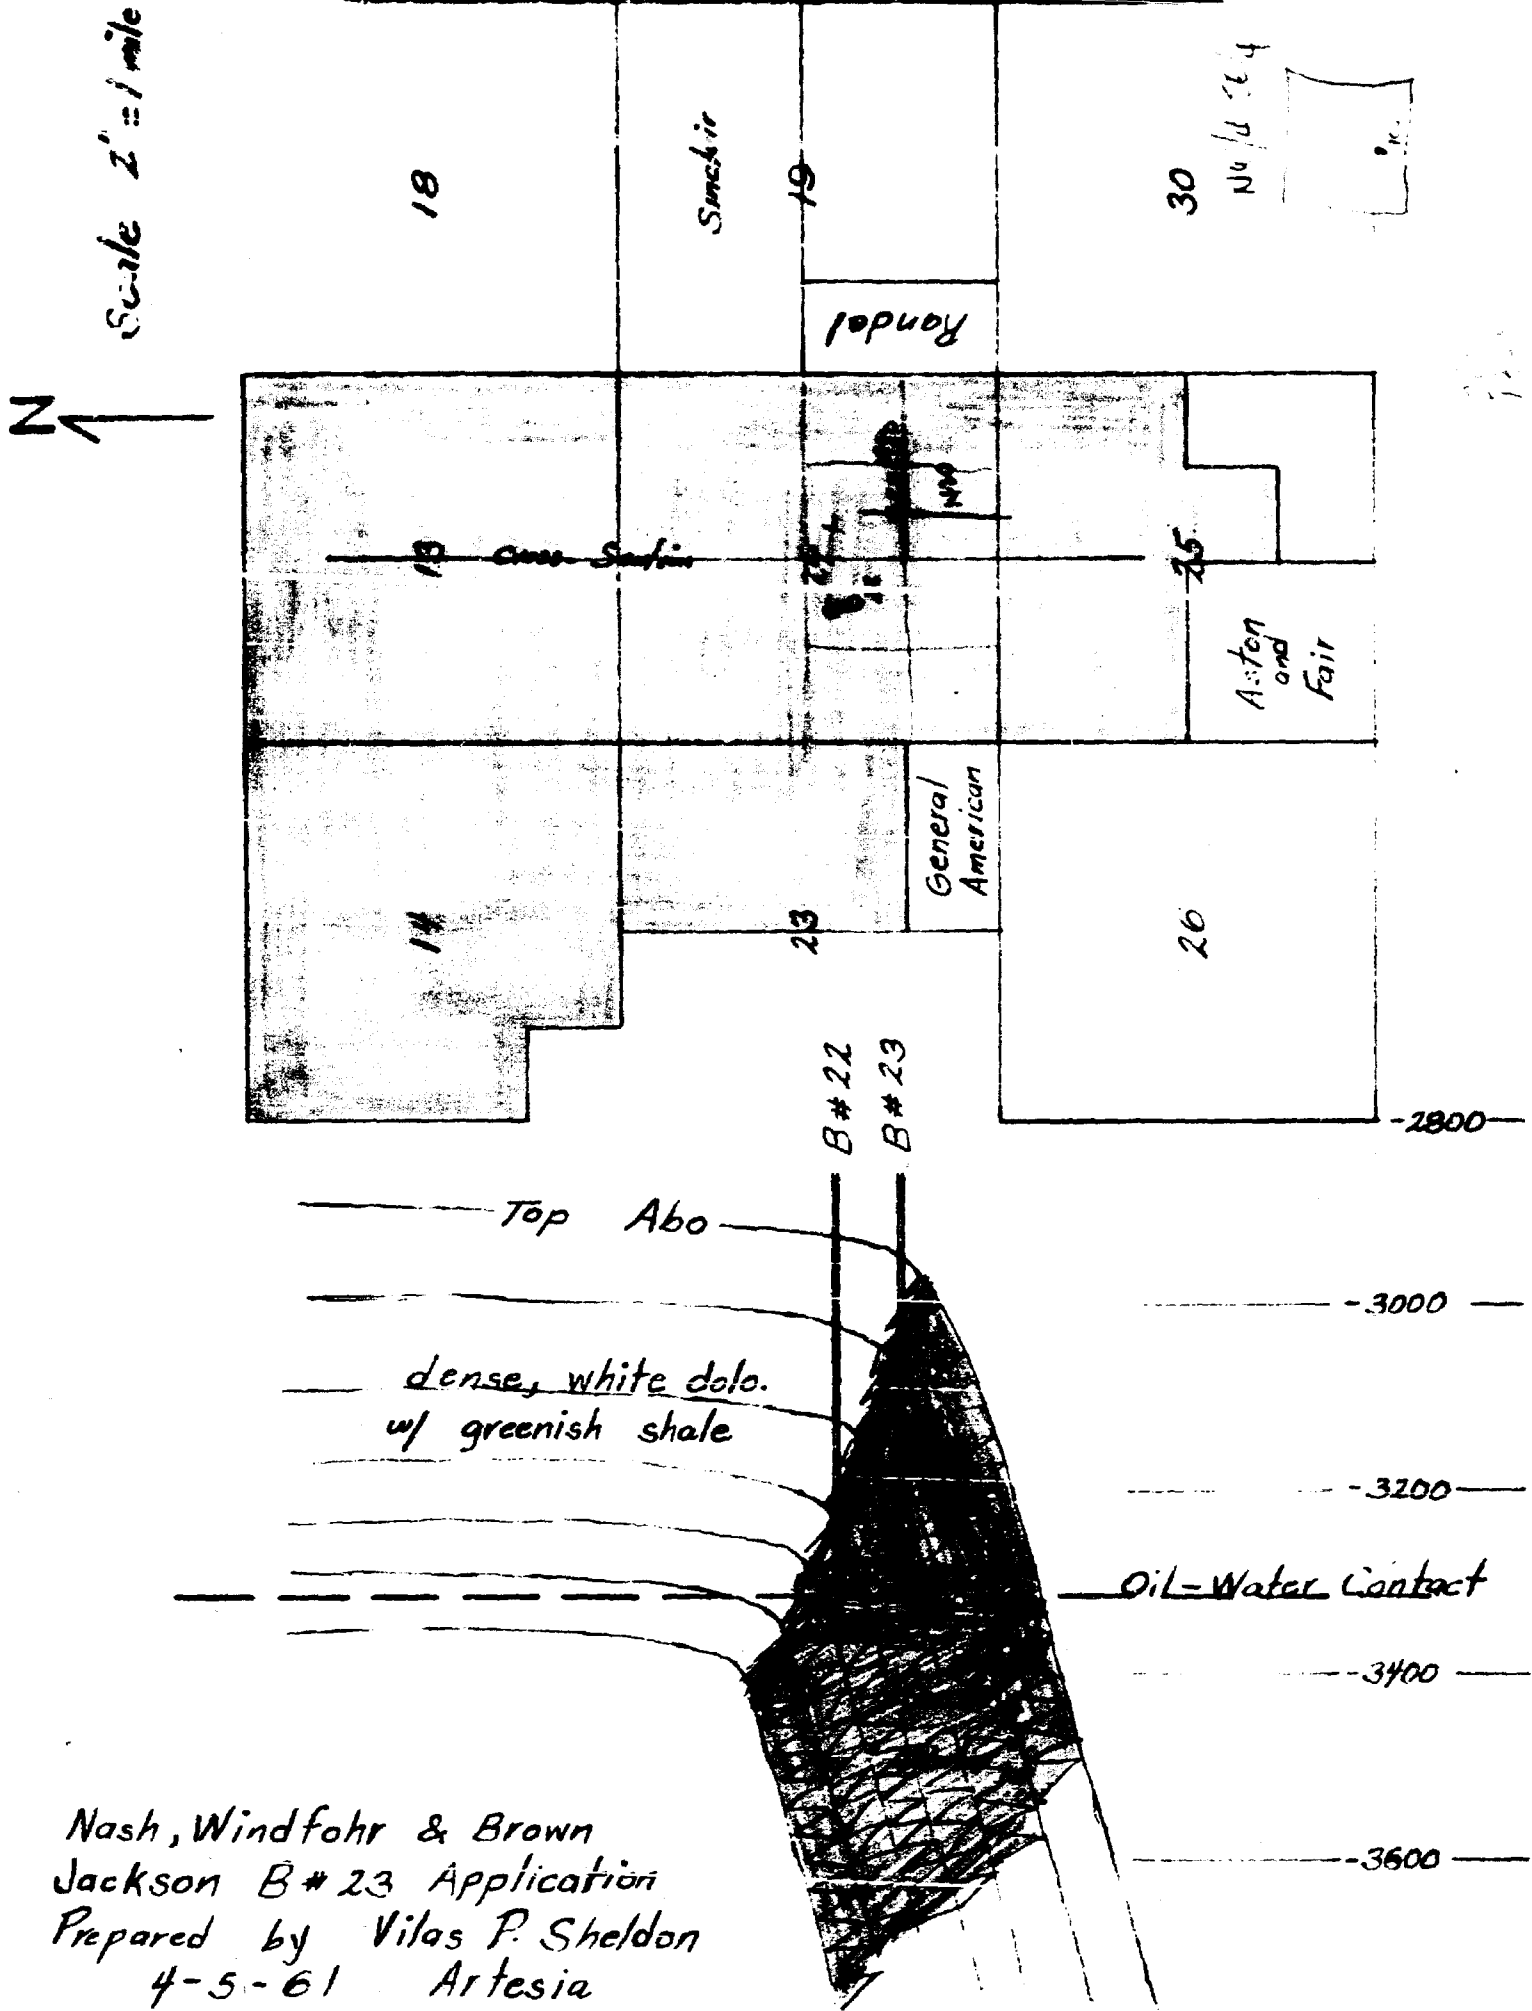 Scale 2" = 1 mile
N
18
Sinclair
19
30
Randel
13
Cross-Section
25
Aston
and
Fair
14
23
General
American
26
B # 22
B # 23
-2800
Top Abo
-3000
dense, white dolo.
w/ greenish shale
-3200
Oil-Water Contact
-3400
-3600
Nash, Windfohr & Brown
Jackson B # 23 Application
Prepared by Vilas P. Sheldon
4-5-61 Artesia